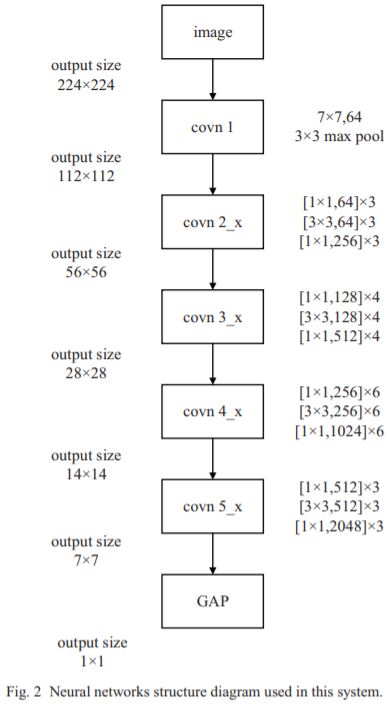 image
output size
224×224
covn 1
7×7,64
3×3 max pool
output size
112×112
covn 2_x
[1×1,64]×3
[3×3,64]×3
[1×1,256]×3
output size
56×56
covn 3_x
[1×1,128]×4
[3×3,128]×4
[1×1,512]×4
output size
28×28
covn 4_x
[1×1,256]×6
[3×3,256]×6
[1×1,1024]×6
output size
14×14
covn 5_x
[1×1,512]×3
[3×3,512]×3
[1×1,2048]×3
output size
7×7
GAP
output size
1×1
Fig. 2 Neural networks structure diagram used in this system.